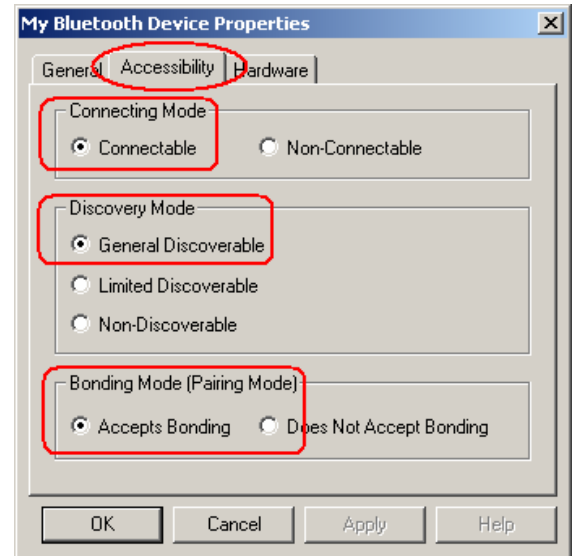 My Bluetooth Device Properties
General Accessibility Hardware
Connecting Mode
Connectable Non-Connectable
Discovery Mode
General Discoverable
Limited Discoverable
Non-Discoverable
Bonding Mode (Pairing Mode)
Accepts Bonding Does Not Accept Bonding
OK Cancel Apply Help